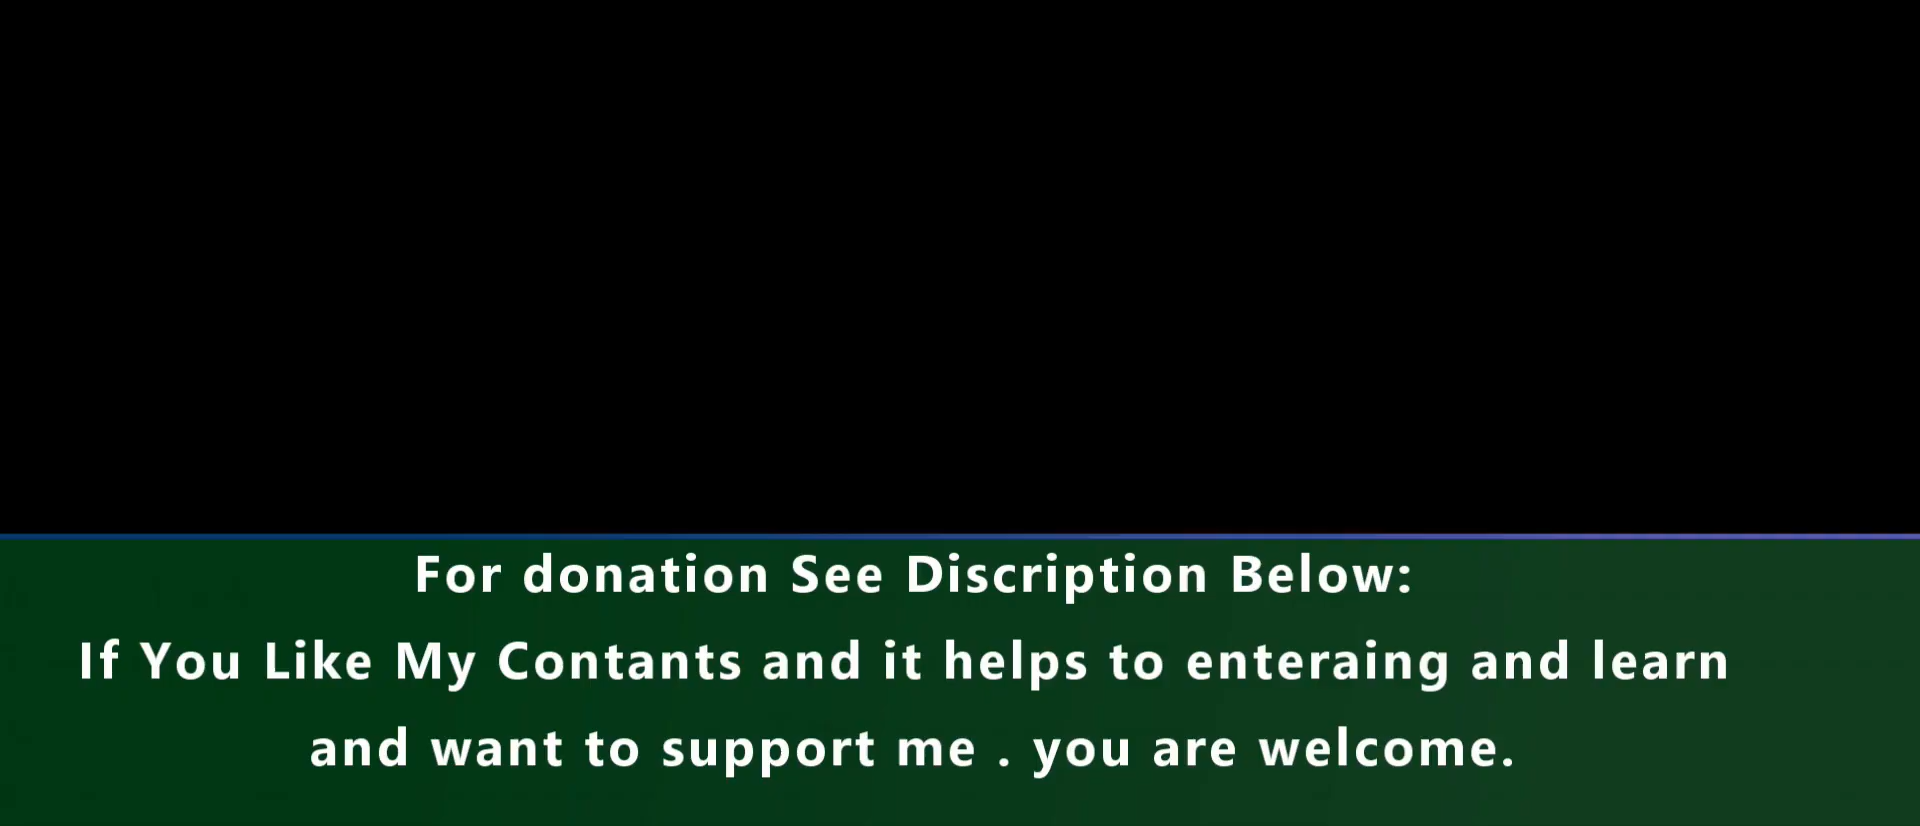 For donation See Discription Below:
If You Like My Contants and it helps to enteraing and learn
and want to support me . you are welcome.